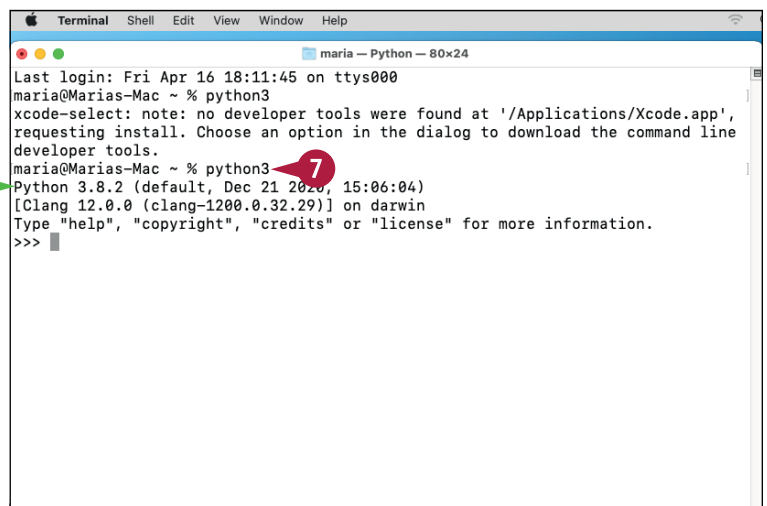 Terminal Shell Edit View Window Help
maria — Python — 80×24
Last login: Fri Apr 16 18:11:45 on ttys000
[maria@Marias-Mac ~ % python3 ]
xcode-select: note: no developer tools were found at '/Applications/Xcode.app',
requesting install. Choose an option in the dialog to download the command line
developer tools.
[maria@Marias-Mac ~ % python3 ]
7
Python 3.8.2 (default, Dec 21 2020, 15:06:04)
[Clang 12.0.0 (clang-1200.0.32.29)] on darwin
Type "help", "copyright", "credits" or "license" for more information.
>>>